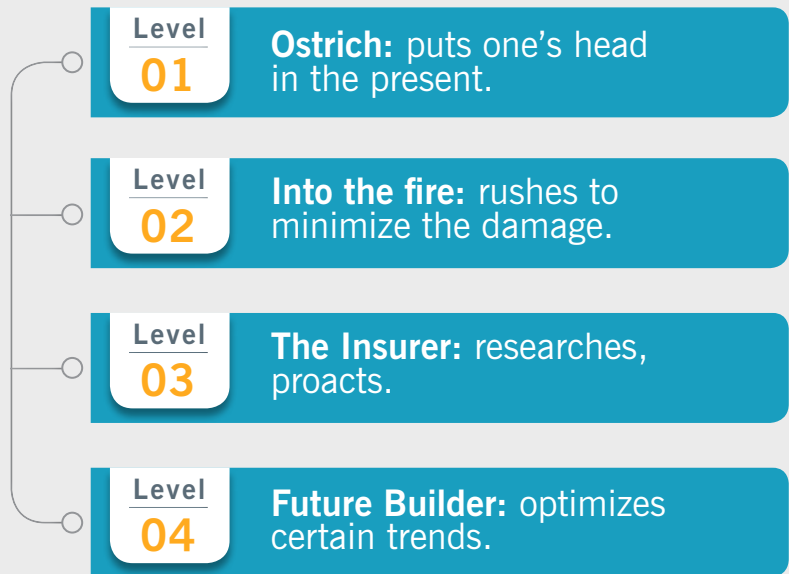 Level
01
Ostrich: puts one’s head
in the present.
Level
02
Into the fire: rushes to
minimize the damage.
Level
03
The Insurer: researches,
proacts.
Level
04
Future Builder: optimizes
certain trends.